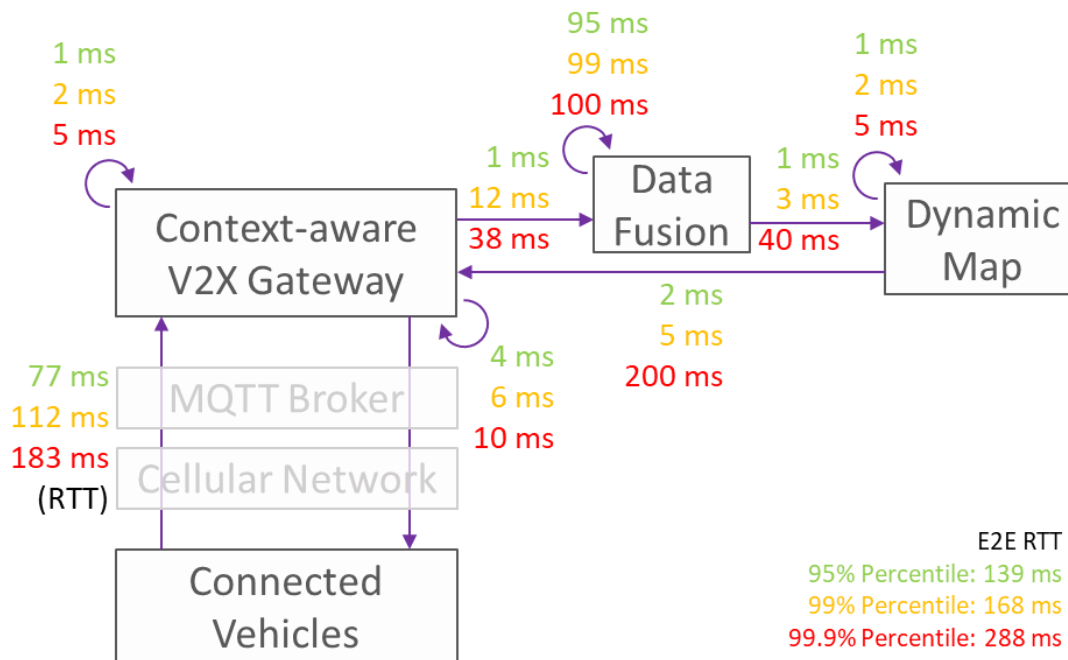 1 ms
2 ms
5 ms
95 ms
99 ms
100 ms
1 ms
2 ms
5 ms
Context-aware
V2X Gateway
1 ms
12 ms
38 ms
Data
Fusion
1 ms
3 ms
40 ms
Dynamic
Map
2 ms
5 ms
200 ms
77 ms
112 ms
183 ms
(RTT)
MQTT Broker
Cellular Network
4 ms
6 ms
10 ms
Connected
Vehicles
E2E RTT
95% Percentile: 139 ms
99% Percentile: 168 ms
99.9% Percentile: 288 ms